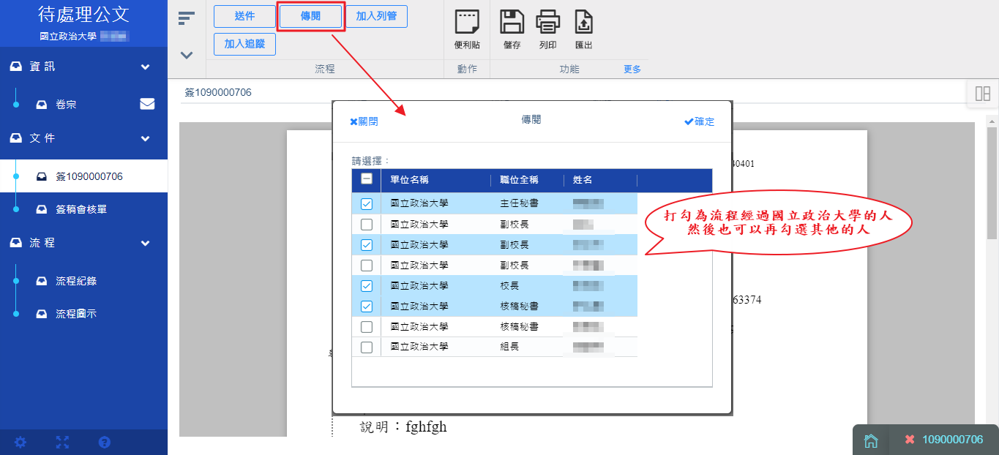 待處理公文
國立政治大學
資訊
卷宗
文件
簽1090000706
簽稿會核單
流程
流程紀錄
流程圖示
送件
傳閱
加入列管
加入追蹤
流程
便利貼
動作
儲存
列印
匯出
功能
更多
簽1090000706
關閉
傳閱
確定
請選擇：
單位名稱 職位全稱 姓名
國立政治大學 主任秘書
國立政治大學 副校長
國立政治大學 副校長
國立政治大學 副校長
國立政治大學 校長
國立政治大學 核稿秘書
國立政治大學 核稿秘書
國立政治大學 組長
打勾為流程經過國立政治大學的人
然後也可以再勾選其他的人
40401
63374
說明：fghfgh
1090000706